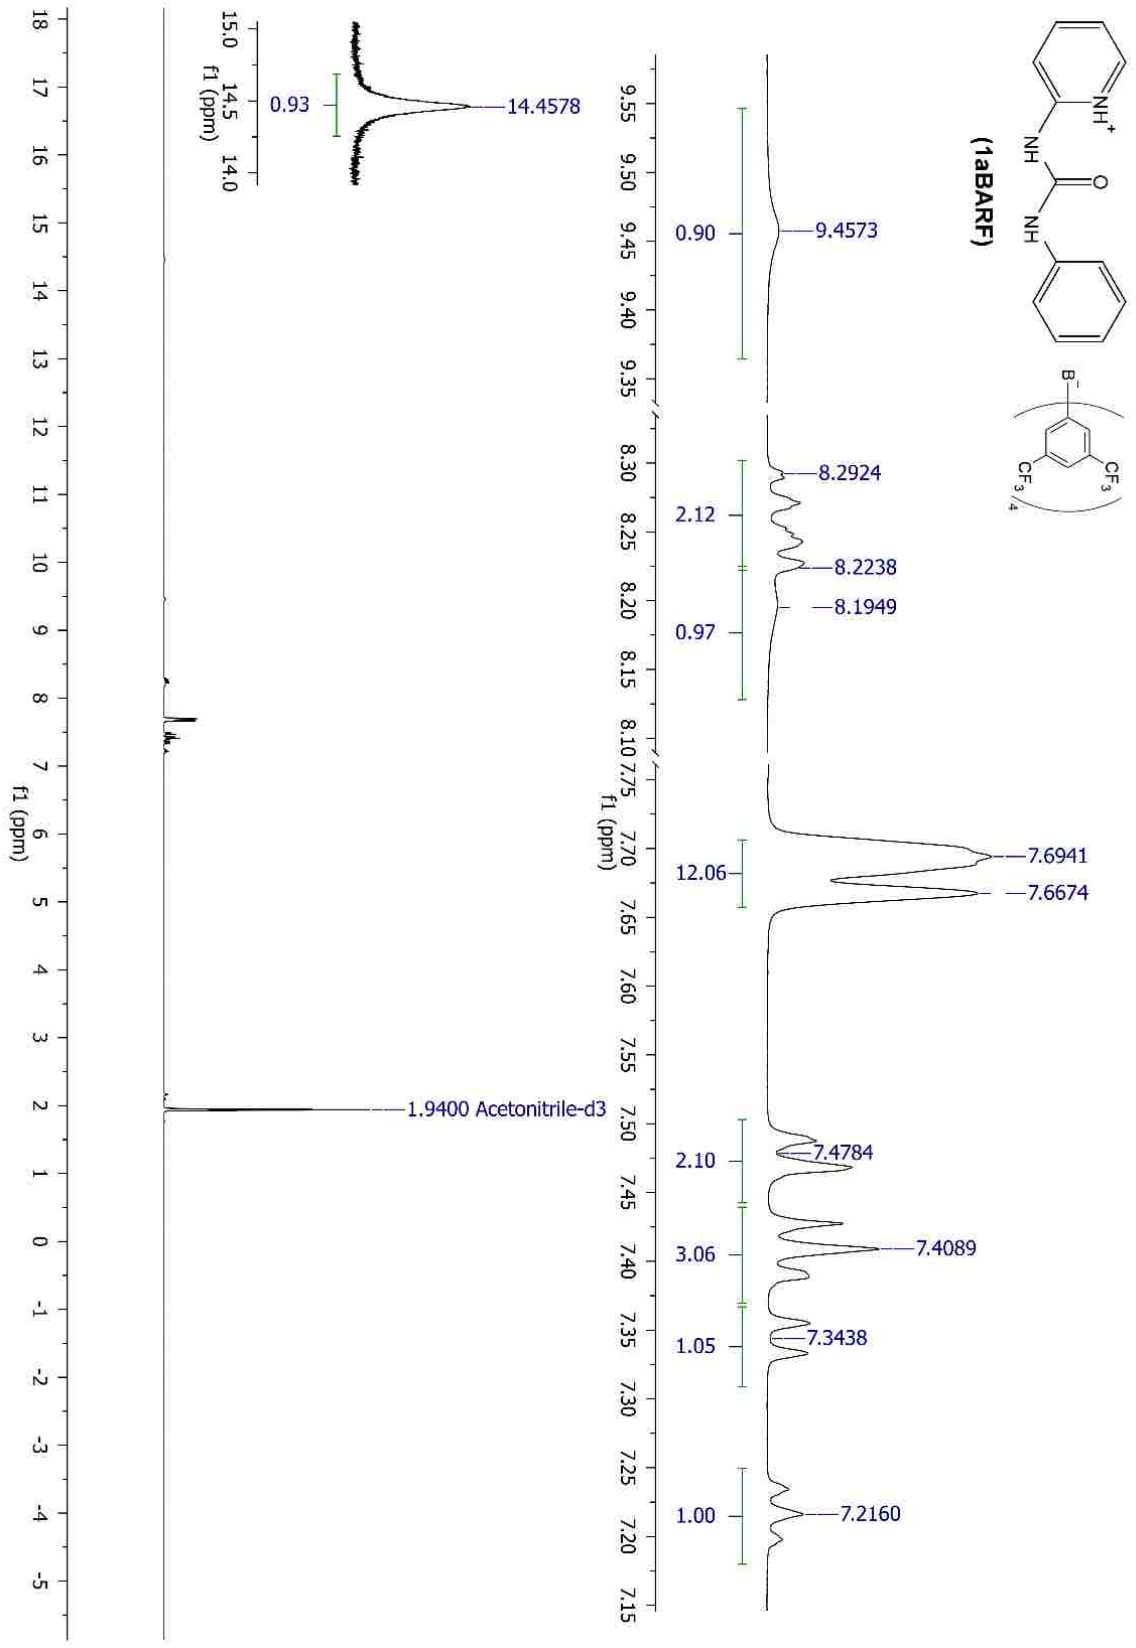 NH+
O
NH
NH
(1aBARF)
B-
CF3
CF3
4
9.4573
8.2924
8.2238
8.1949
7.6941
7.6674
7.4784
7.4089
7.3438
7.2160
0.90
2.12
0.97
12.06
2.10
3.06
1.05
1.00
9.55 9.50 9.45 9.40 9.35 8.30 8.25 8.20 8.15 8.10 7.75 7.70 7.65 7.60 7.55 7.50 7.45 7.40 7.35 7.30 7.25 7.20 7.15
f1 (ppm)
14.4578
0.93
15.0 14.5 14.0
f1 (ppm)
1.9400 Acetonitrile-d3
18 17 16 15 14 13 12 11 10 9 8 7 6 5 4 3 2 1 0 -1 -2 -3 -4 -5
f1 (ppm)